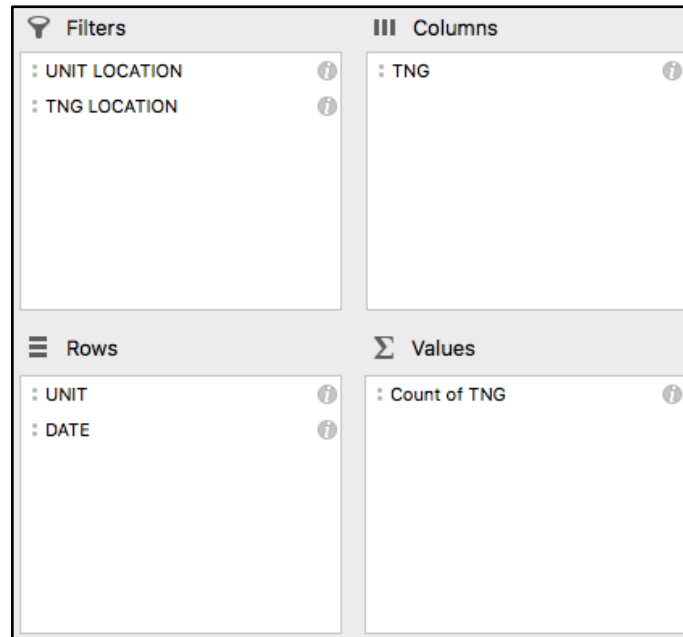 Filters
UNIT LOCATION
TNG LOCATION
Columns
TNG
Rows
UNIT
DATE
Σ Values
Count of TNG